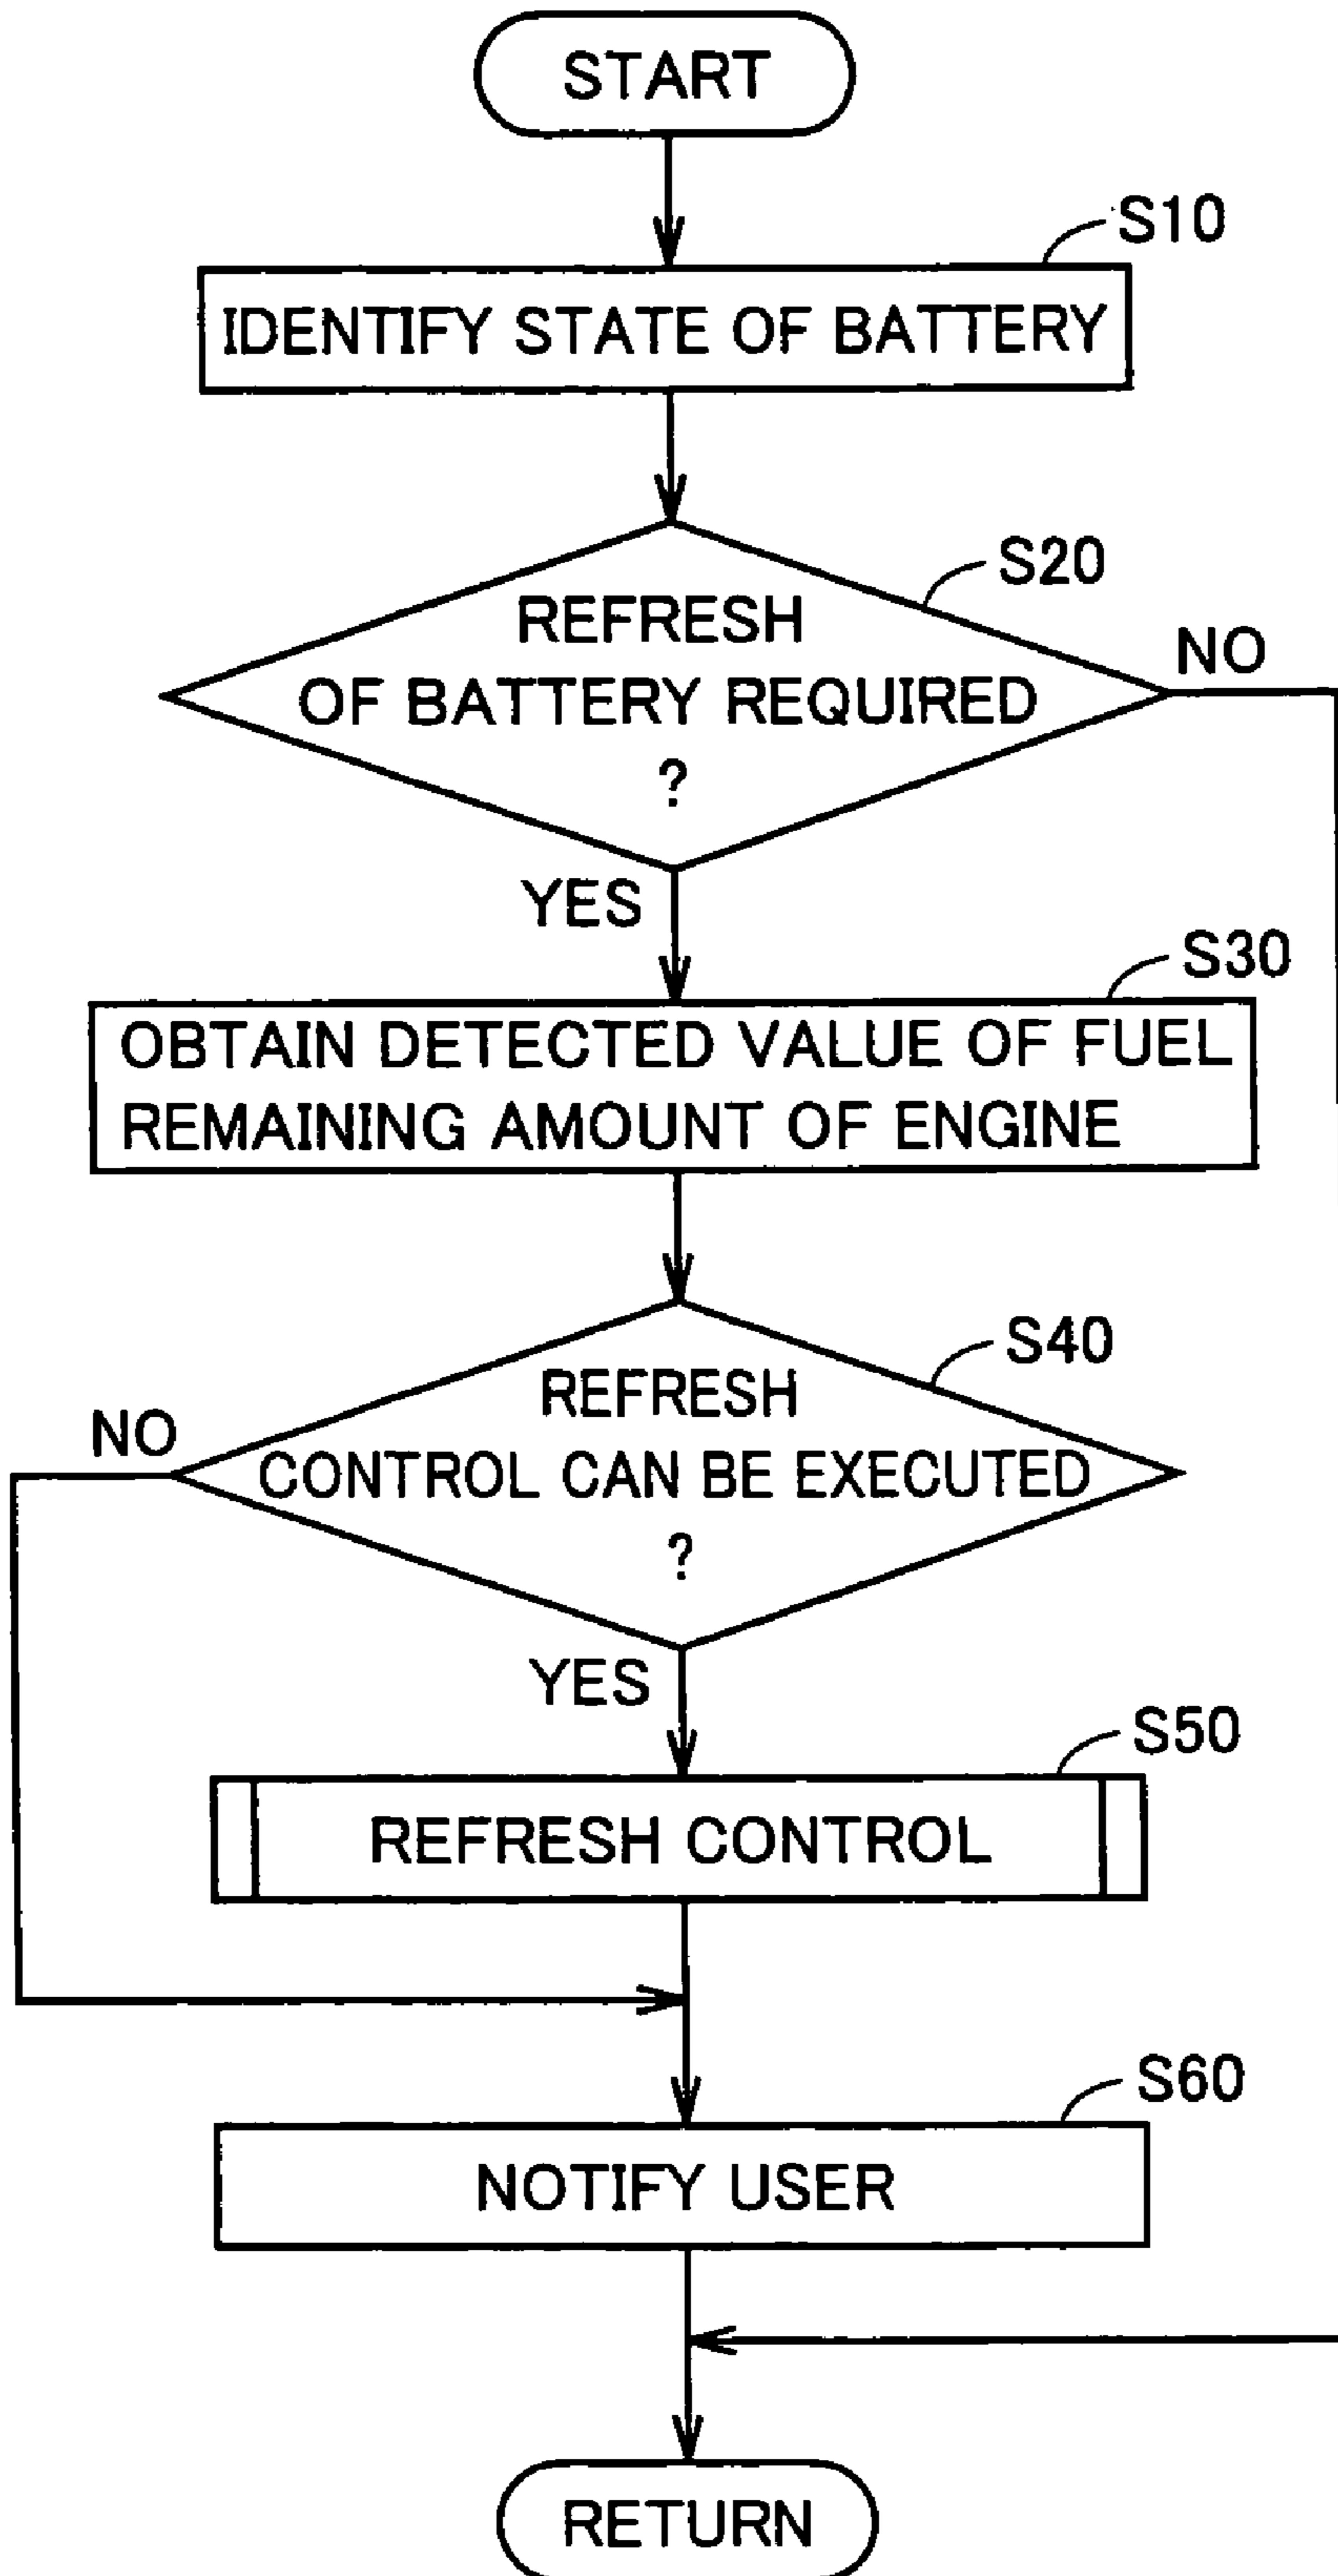 START
S10
IDENTIFY STATE OF BATTERY
S20
REFRESH
OF BATTERY REQUIRED
?
NO
YES
S30
OBTAIN DETECTED VALUE OF FUEL
REMAINING AMOUNT OF ENGINE
S40
REFRESH
CONTROL CAN BE EXECUTED
?
NO
YES
S50
REFRESH CONTROL
S60
NOTIFY USER
RETURN